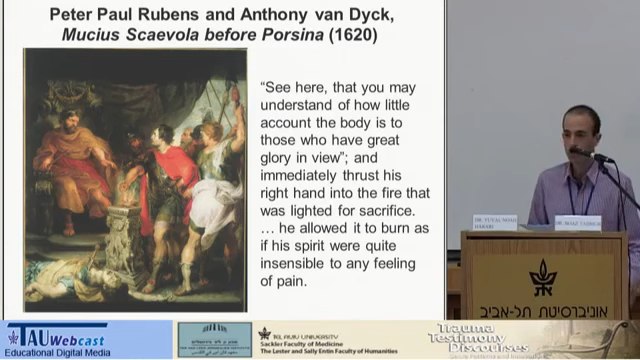 Peter Paul Rubens and Anthony van Dyck,
Mucius Scaevola before Porsina (1620)
“See here, that you may
understand of how little
account the body is to
those who have great
glory in view”; and
immediately thrust his
right hand into the fire that
was lighted for sacrifice.
… he allowed it to burn as
if his spirit were quite
insensible to any feeling
of pain.
DR. YUVAL NOAH
HARARI
DR. BOAZ
אוניברסיטת תל-אביב
TAU Webcast
Educational Digital Media
TEL AVIV UNIVERSITY
Sackler Faculty of Medicine
The Lester and Sally Entin Faculty of Humanities
Trauma
Testimony
Discourses